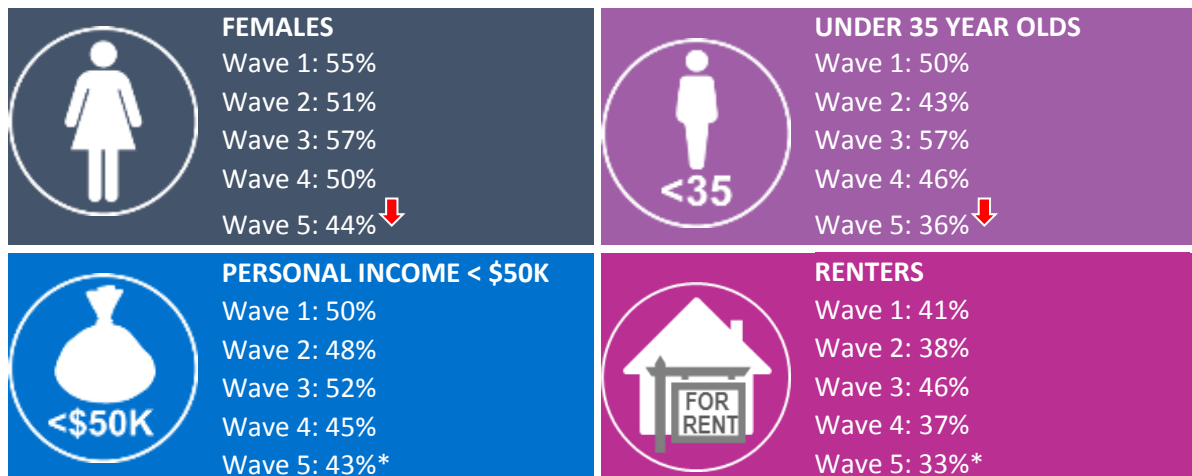 FEMALES
Wave 1: 55%
Wave 2: 51%
Wave 3: 57%
Wave 4: 50%
Wave 5: 44%
<35
UNDER 35 YEAR OLDS
Wave 1: 50%
Wave 2: 43%
Wave 3: 57%
Wave 4: 46%
Wave 5: 36%
<$50K
PERSONAL INCOME < $50K
Wave 1: 50%
Wave 2: 48%
Wave 3: 52%
Wave 4: 45%
Wave 5: 43%*
FOR
RENT
RENTERS
Wave 1: 41%
Wave 2: 38%
Wave 3: 46%
Wave 4: 37%
Wave 5: 33%*